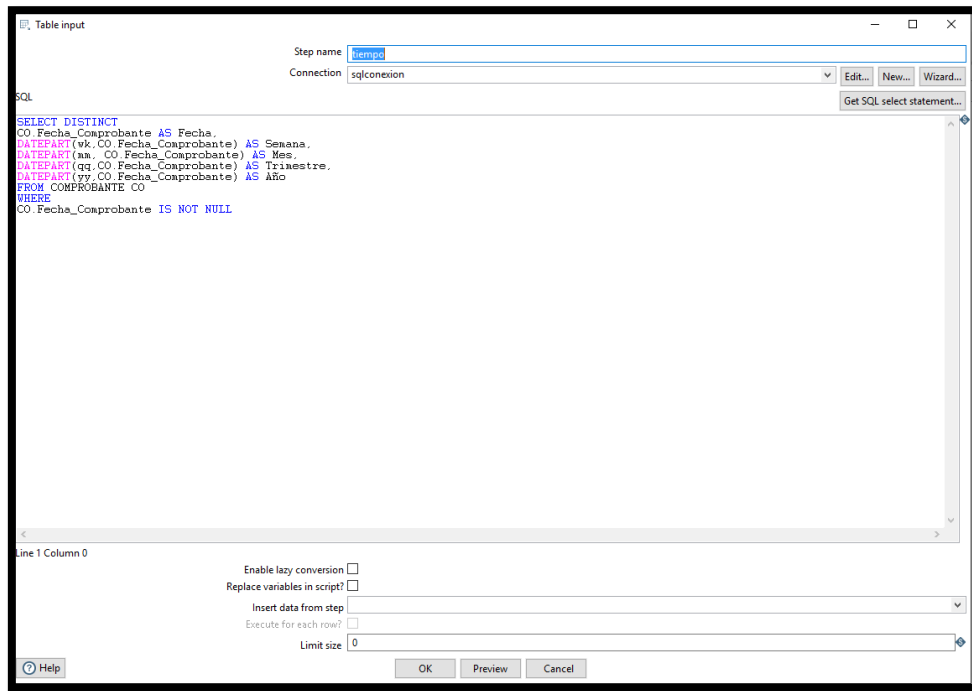 Table input
Step name tiempo
Connection sqlconexion Edit... New... Wizard...
SQL Get SQL select statement...
SELECT DISTINCT
CO.Fecha_Comprobante AS Fecha,
DATEPART(wk,CO.Fecha_Comprobante) AS Semana,
DATEPART(mm, CO.Fecha_Comprobante) AS Mes,
DATEPART(qq,CO.Fecha_Comprobante) AS Trimestre,
DATEPART(yy,CO.Fecha_Comprobante) AS Año
FROM COMPROBANTE CO
WHERE
CO.Fecha_Comprobante IS NOT NULL
Line 1 Column 0
Enable lazy conversion
Replace variables in script?
Insert data from step
Execute for each row?
Limit size 0
Help OK Preview Cancel